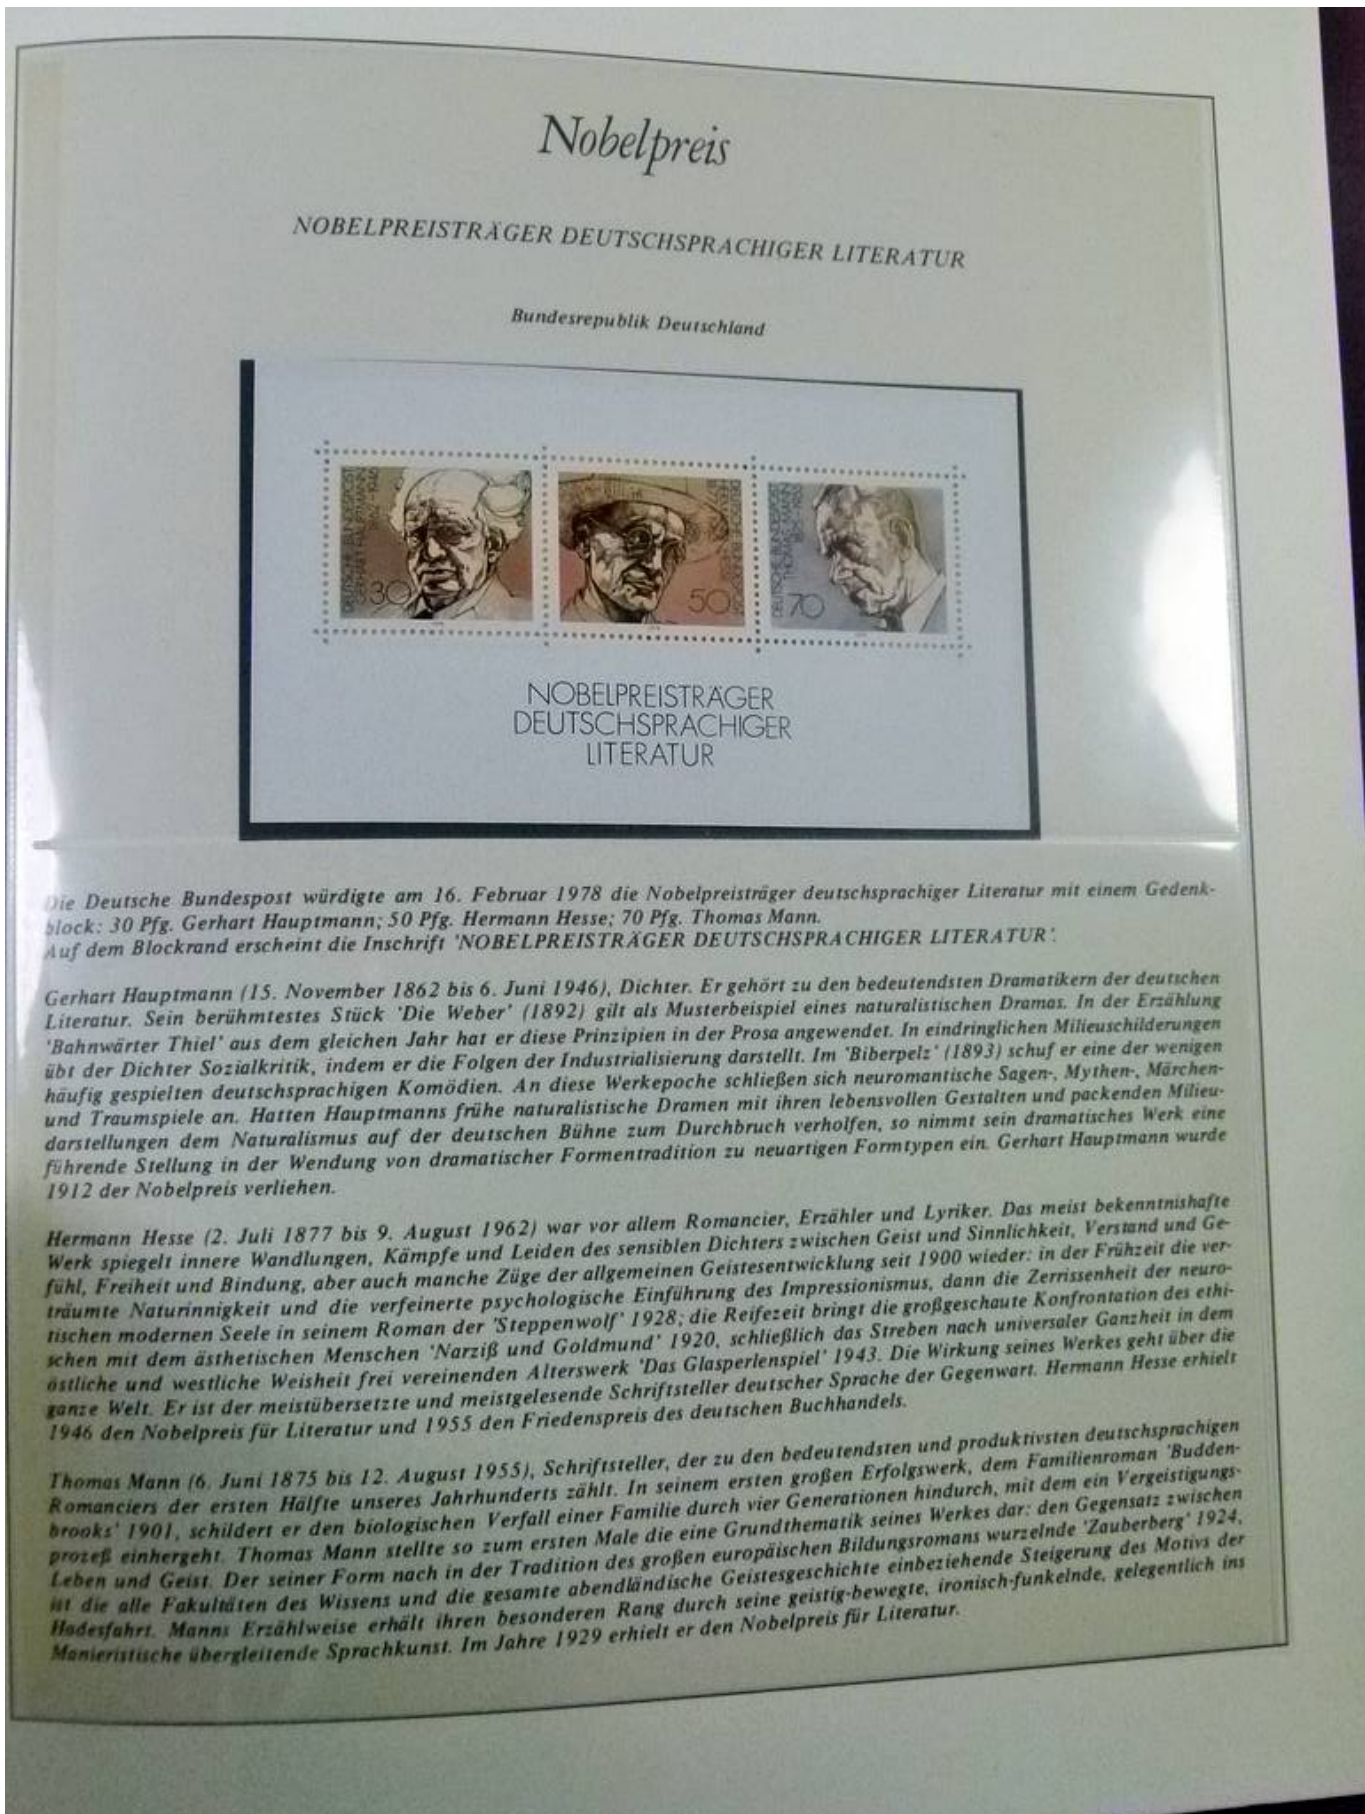 Nobelpreis
NOBELPREISTRÄGER DEUTSCHSPRACHIGER LITERATUR
Bundesrepublik Deutschland
DEUTSCHE BUNDESPOST
GERHART HAUPTMANN 1862-1946
30
DEUTSCHE BUNDESPOST
50
DEUTSCHE BUNDESPOST
THOMAS MANN
1875-1955
70
NOBELPREISTRÄGER
DEUTSCHSPRACHIGER
LITERATUR
Die Deutsche Bundespost würdigte am 16. Februar 1978 die Nobelpreisträger deutschsprachiger Literatur mit einem Gedenk-
block: 30 Pfg. Gerhart Hauptmann; 50 Pfg. Hermann Hesse; 70 Pfg. Thomas Mann.
Auf dem Blockrand erscheint die Inschrift 'NOBELPREISTRÄGER DEUTSCHSPRACHIGER LITERATUR'.
Gerhart Hauptmann (15. November 1862 bis 6. Juni 1946), Dichter. Er gehört zu den bedeutendsten Dramatikern der deutschen
Literatur. Sein berühmtestes Stück 'Die Weber' (1892) gilt als Musterbeispiel eines naturalistischen Dramas. In der Erzählung
'Bahnwärter Thiel' aus dem gleichen Jahr hat er diese Prinzipien in der Prosa angewendet. In eindringlichen Milieuschilderungen
übt der Dichter Sozialkritik, indem er die Folgen der Industrialisierung darstellt. Im 'Biberpelz' (1893) schuf er eine der wenigen
häufig gespielten deutschsprachigen Komödien. An diese Werkepoche schließen sich neuromantische Sagen-, Mythen-, Märchen-
und Traumspiele an. Hatten Hauptmanns frühe naturalistische Dramen mit ihren lebensvollen Gestalten und packenden Milieu-
darstellungen dem Naturalismus auf der deutschen Bühne zum Durchbruch verholfen, so nimmt sein dramatisches Werk eine
führende Stellung in der Wendung von dramatischer Formentradition zu neuartigen Formtypen ein. Gerhart Hauptmann wurde
1912 der Nobelpreis verliehen.
Hermann Hesse (2. Juli 1877 bis 9. August 1962) war vor allem Romancier, Erzähler und Lyriker. Das meist bekenntnishafte
Werk spiegelt innere Wandlungen, Kämpfe und Leiden des sensiblen Dichters zwischen Geist und Sinnlichkeit, Verstand und Ge-
fühl, Freiheit und Bindung, aber auch manche Züge der allgemeinen Geistesentwicklung seit 1900 wieder: in der Frühzeit die ver-
träumte Naturinnigkeit und die verfeinerte psychologische Einführung des Impressionismus, dann die Zerrissenheit der neuro-
tischen modernen Seele in seinem Roman der 'Steppenwolf' 1928; die Reifezeit bringt die großgeschaute Konfrontation des ethi-
schen mit dem ästhetischen Menschen 'Narziß und Goldmund' 1920, schließlich das Streben nach universaler Ganzheit in dem
östliche und westliche Weisheit frei vereinenden Alterswerk 'Das Glasperlenspiel' 1943. Die Wirkung seines Werkes geht über die
ganze Welt. Er ist der meistübersetzte und meistgelesende Schriftsteller deutscher Sprache der Gegenwart. Hermann Hesse erhielt
1946 den Nobelpreis für Literatur und 1955 den Friedenspreis des deutschen Buchhandels.
Thomas Mann (6. Juni 1875 bis 12. August 1955), Schriftsteller, der zu den bedeutendsten und produktivsten deutschsprachigen
Romanciers der ersten Hälfte unseres Jahrhunderts zählt. In seinem ersten großen Erfolgswerk, dem Familienroman 'Budden-
brooks' 1901, schildert er den biologischen Verfall einer Familie durch vier Generationen hindurch, mit dem ein Vergeistigungs-
prozeß einhergeht. Thomas Mann stellte so zum ersten Male die eine Grundthematik seines Werkes dar: den Gegensatz zwischen
Leben und Geist. Der seiner Form nach in der Tradition des großen europäischen Bildungsromans wurzelnde 'Zauberberg' 1924,
ist die alle Fakultäten des Wissens und die gesamte abendländische Geistesgeschichte einbeziehende Steigerung des Motivs der
Hadesfahrt. Manns Erzählweise erhält ihren besonderen Rang durch seine geistig-bewegte, ironisch-funkelnde, gelegentlich ins
Manieristische übergleitende Sprachkunst. Im Jahre 1929 erhielt er den Nobelpreis für Literatur.